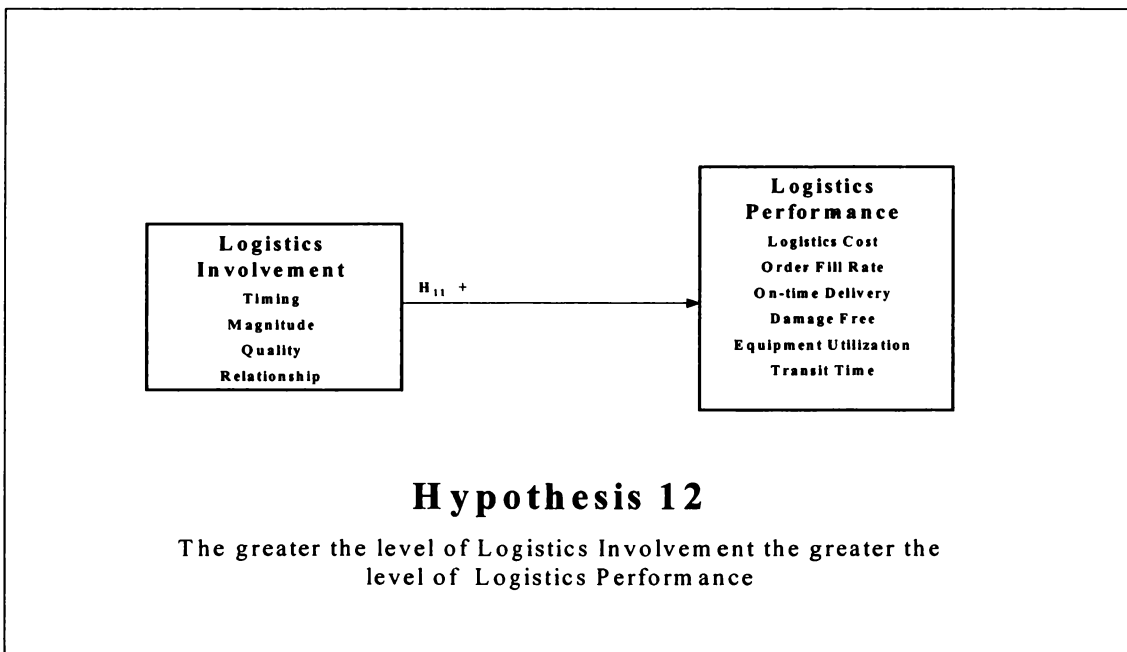 Logistics
Involvement
Timing
Magnitude
Quality
Relationship
H₁₁ +
Logistics
Performance
Logistics Cost
Order Fill Rate
On-time Delivery
Damage Free
Equipment Utilization
Transit Time
Hypothesis 12
The greater the level of Logistics Involvement the greater the
level of Logistics Performance